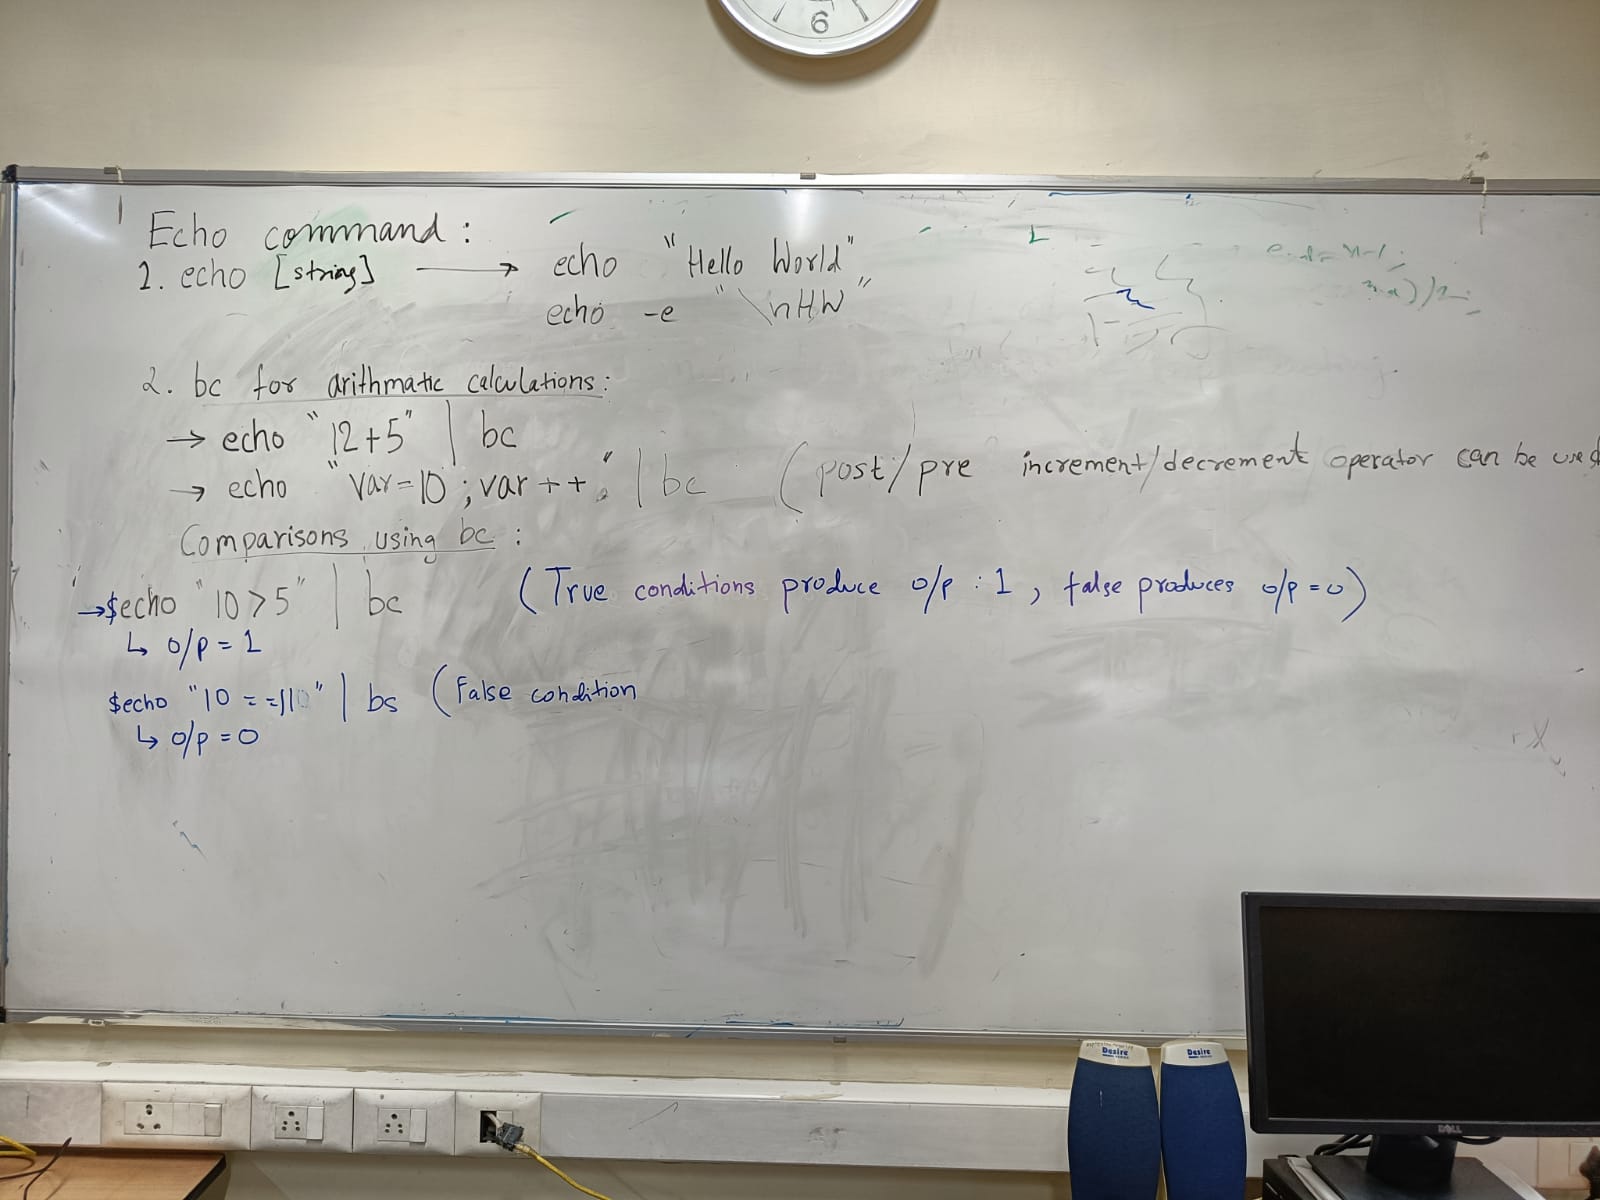 6
Echo command :
1. echo [string] ⟶ echo "Hello World"
echo -e "\nHW"
2. bc for arithmatic calculations :
→ echo "12+5" | bc
→ echo "var=10 ; var++;" | bc (post/pre increment/decrement operator can be used
Comparisons using bc :
→$echo "10>5" | bc (True conditions produce o/p : 1 , false produces o/p = 0)
↳ o/p = 1
$echo "10 == 11" | bs (False condition
↳ o/p = 0
Desire
Desire
DELL